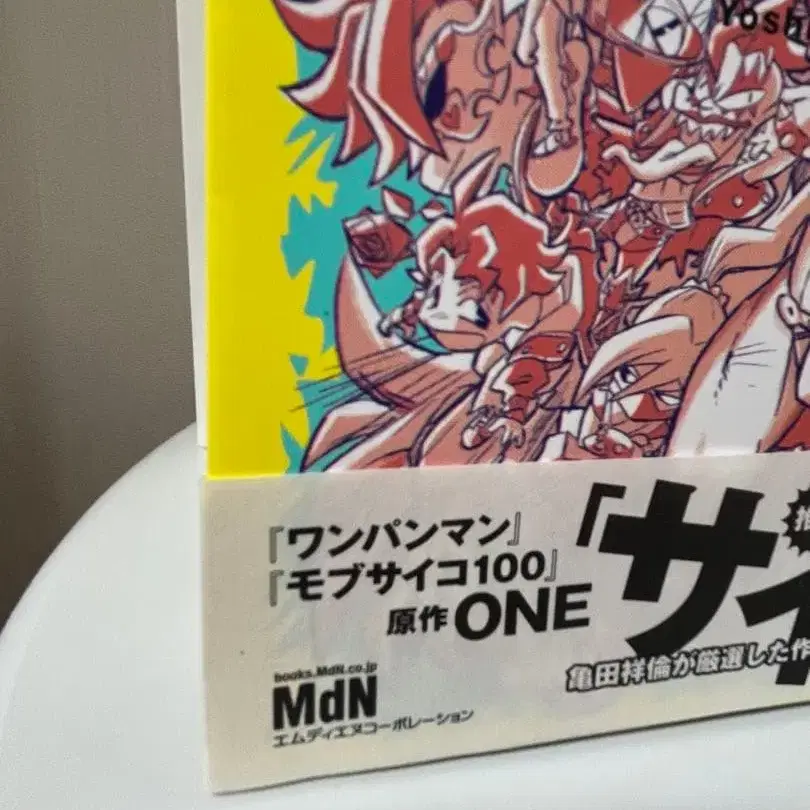 Yoshi
『ワンパンマン』
『モブサイコ100』
原作ONE
「サイ
亀田祥倫が厳選した作
books.MdN.co.jp
MdN
エムディエヌコーポレーション